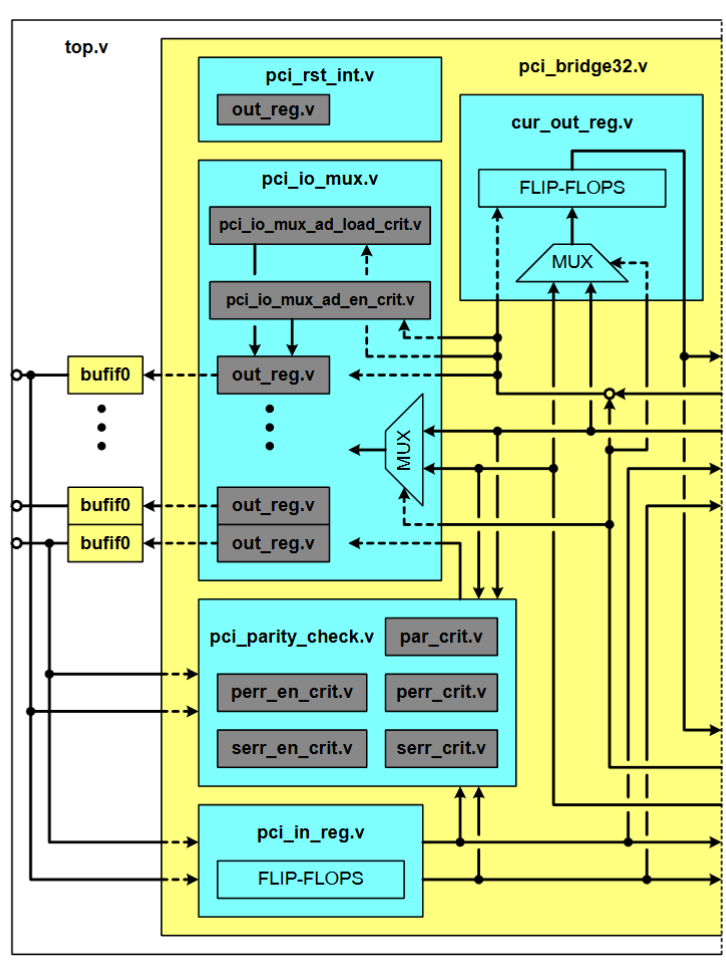 top.v
pci_bridge32.v
pci_rst_int.v
out_reg.v
cur_out_reg.v
FLIP-FLOPS
MUX
pci_io_mux.v
pci_io_mux_ad_load_crit.v
pci_io_mux_ad_en_crit.v
bufif0
out_reg.v
MUX
bufif0
out_reg.v
bufif0
out_reg.v
pci_parity_check.v
par_crit.v
perr_en_crit.v
perr_crit.v
serr_en_crit.v
serr_crit.v
pci_in_reg.v
FLIP-FLOPS